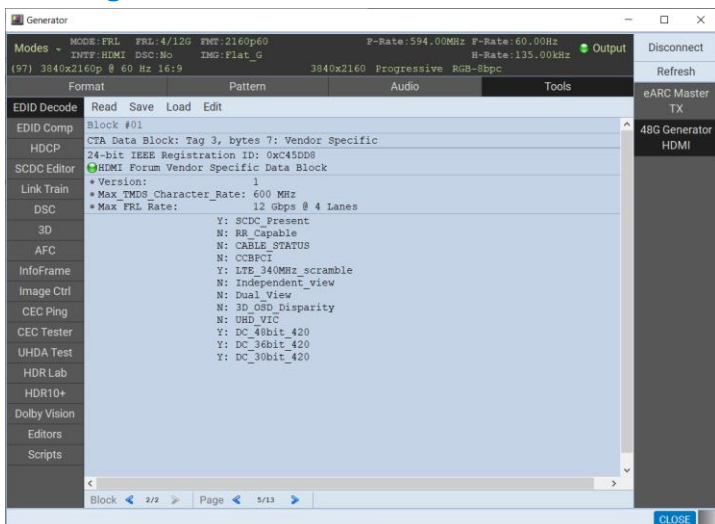 Generator
Modes MODE:FRL FRL:4/12G FMT:2160p60 P-Rate:594.00MHz F-Rate:60.00Hz Output
INTF:HDMI DSC:No IMG:Flat_G H-Rate:135.00kHz
(97) 3840x2160p @ 60 Hz 16:9 3840x2160 Progressive RGB-8bpc
Disconnect
Refresh
Format Pattern Audio Tools
eARC Master
TX
48G Generator
HDMI
EDID Decode
EDID Comp
HDCP
SCDC Editor
Link Train
DSC
3D
AFC
InfoFrame
Image Ctrl
CEC Ping
CEC Tester
UHDA Test
HDR Lab
HDR10+
Dolby Vision
Editors
Scripts
Read Save Load Edit
Block #01
CTA Data Block: Tag 3, bytes 7: Vendor Specific
24-bit IEEE Registration ID: 0xC45DD8
HDMI Forum Vendor Specific Data Block
* Version: 1
* Max_TMDS_Character_Rate: 600 MHz
* Max FRL Rate: 12 Gbps @ 4 Lanes
Y: SCDC_Present
N: RR_Capable
N: CABLE_STATUS
N: CCBPCI
Y: LTE_340MHz_scramble
N: Independent_view
N: Dual_View
N: 3D_OSD_Disparity
N: UHD_VIC
Y: DC_48bit_420
Y: DC_36bit_420
Y: DC_30bit_420
Block 2/2 Page 5/13
CLOSE